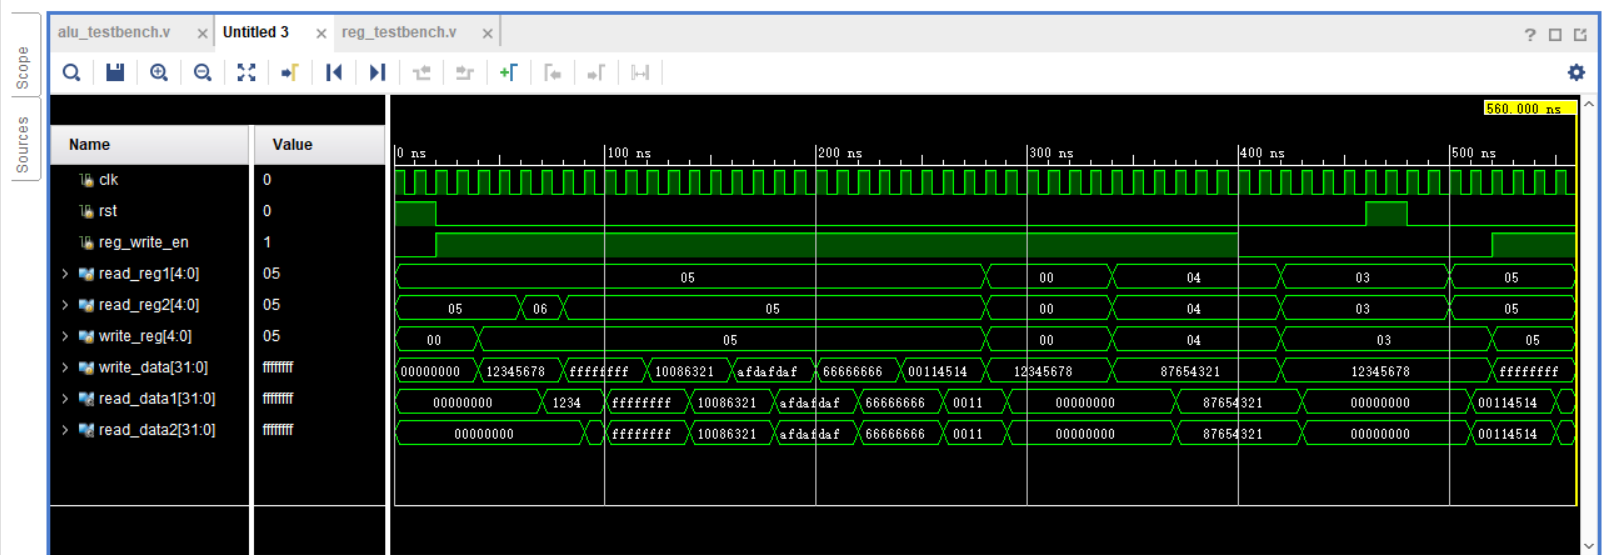 alu_testbench.v × Untitled 3 × reg_testbench.v ×
Scope
Sources
560.000 ns
Name Value
0 ns 100 ns 200 ns 300 ns 400 ns 500 ns
clk 0
rst 0
reg_write_en 1
read_reg1[4:0] 05 05 00 04 03 05
read_reg2[4:0] 05 05 06 05 00 04 03 05
write_reg[4:0] 05 00 05 00 04 03 05
write_data[31:0] ffffffff 00000000 12345678 ffffffff 10086321 afdafdaf 66666666 00114514 12345678 87654321 12345678 ffffffff
read_data1[31:0] ffffffff 00000000 1234 ffffffff 10086321 afdafdaf 66666666 0011 00000000 87654321 00000000 00114514
read_data2[31:0] ffffffff 00000000 ffffffff 10086321 afdafdaf 66666666 0011 00000000 87654321 00000000 00114514